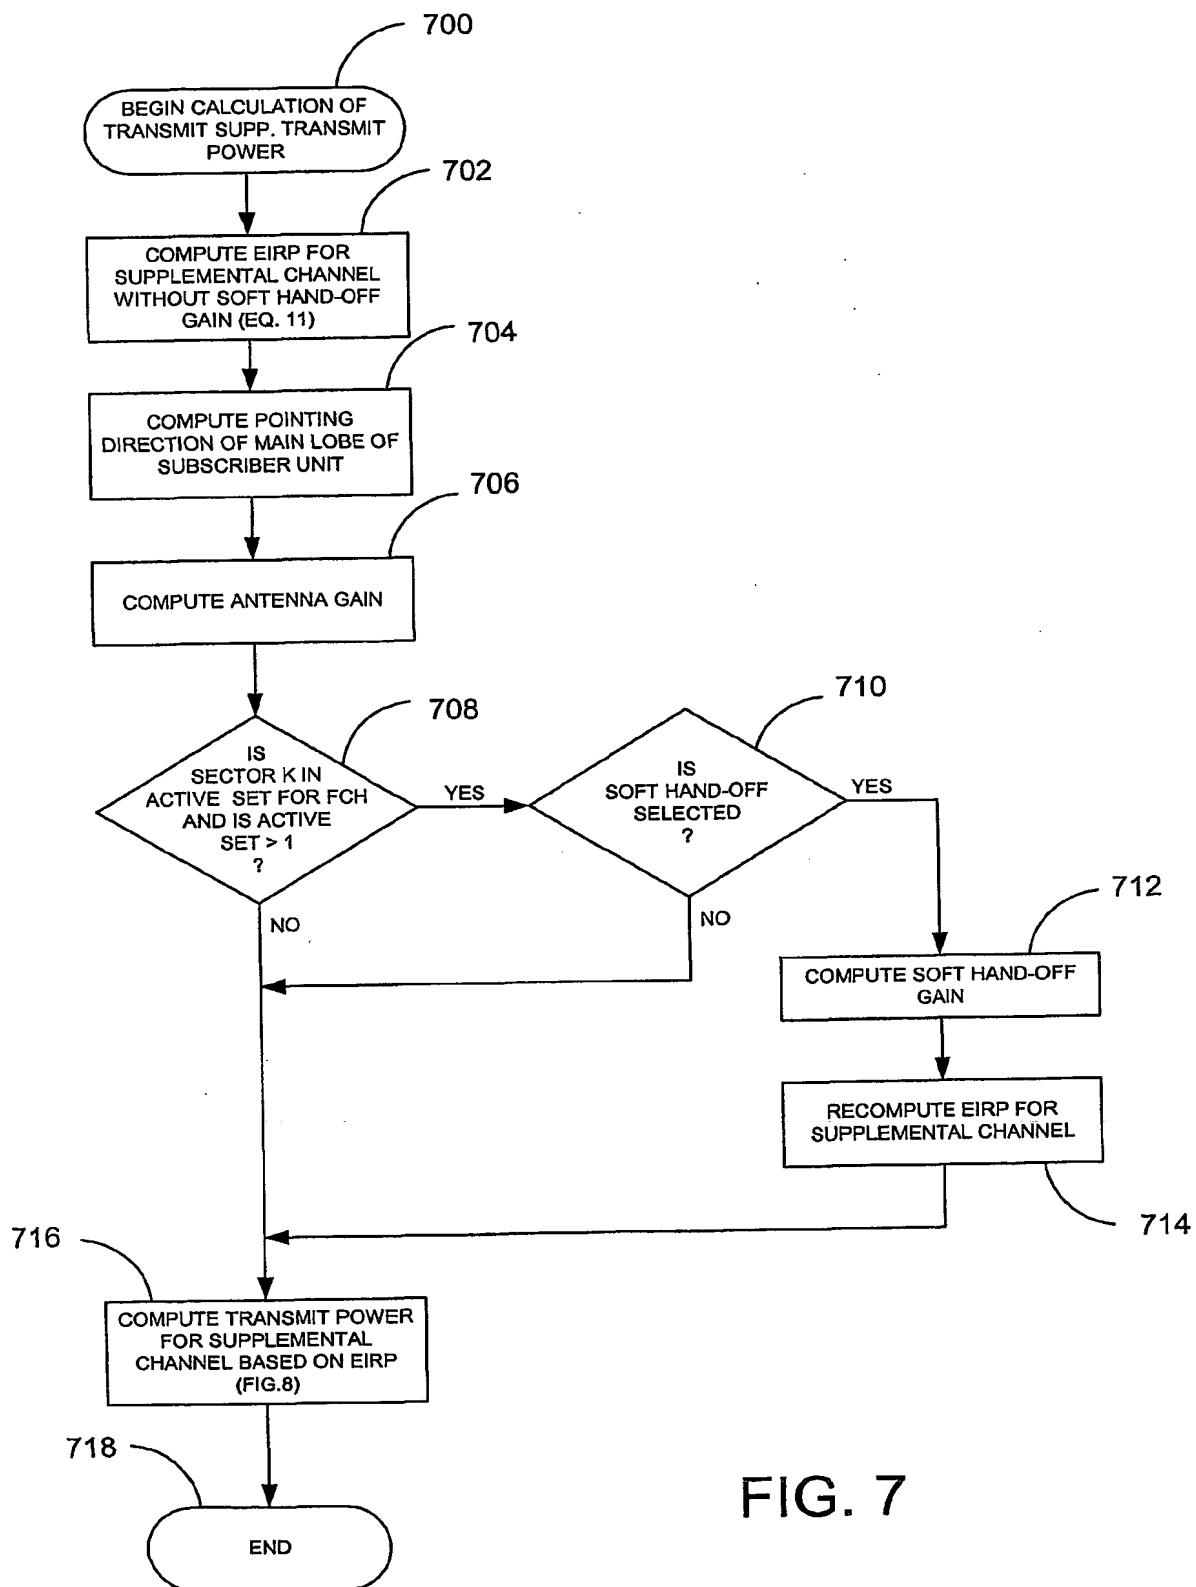 700
BEGIN CALCULATION OF
TRANSMIT SUPP. TRANSMIT
POWER
702
COMPUTE EIRP FOR
SUPPLEMENTAL CHANNEL
WITHOUT SOFT HAND-OFF
GAIN (EQ. 11)
704
COMPUTE POINTING
DIRECTION OF MAIN LOBE OF
SUBSCRIBER UNIT
706
COMPUTE ANTENNA GAIN
708
IS
SECTOR K IN
ACTIVE SET FOR FCH
AND IS ACTIVE
SET > 1
?
YES
NO
710
IS
SOFT HAND-OFF
SELECTED
?
YES
NO
712
COMPUTE SOFT HAND-OFF
GAIN
RECOMPUTE EIRP FOR
SUPPLEMENTAL CHANNEL
714
716
COMPUTE TRANSMIT POWER
FOR SUPPLEMENTAL
CHANNEL BASED ON EIRP
(FIG.8)
718
END
FIG. 7